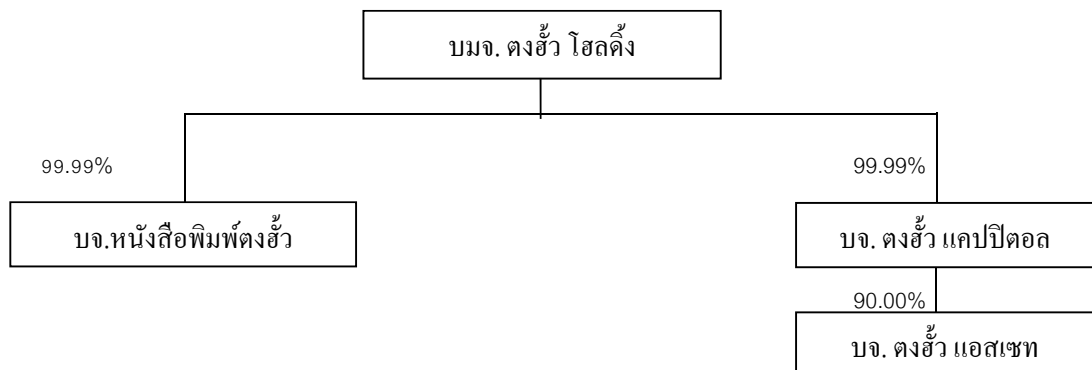 บมจ. ตงฮั้ว โฮลดิ้ง
99.99%
99.99%
บจ.หนังสือพิมพ์ตงฮั้ว
บจ. ตงฮั้ว แคปปิตอล
90.00%
บจ. ตงฮั้ว แอสเซท